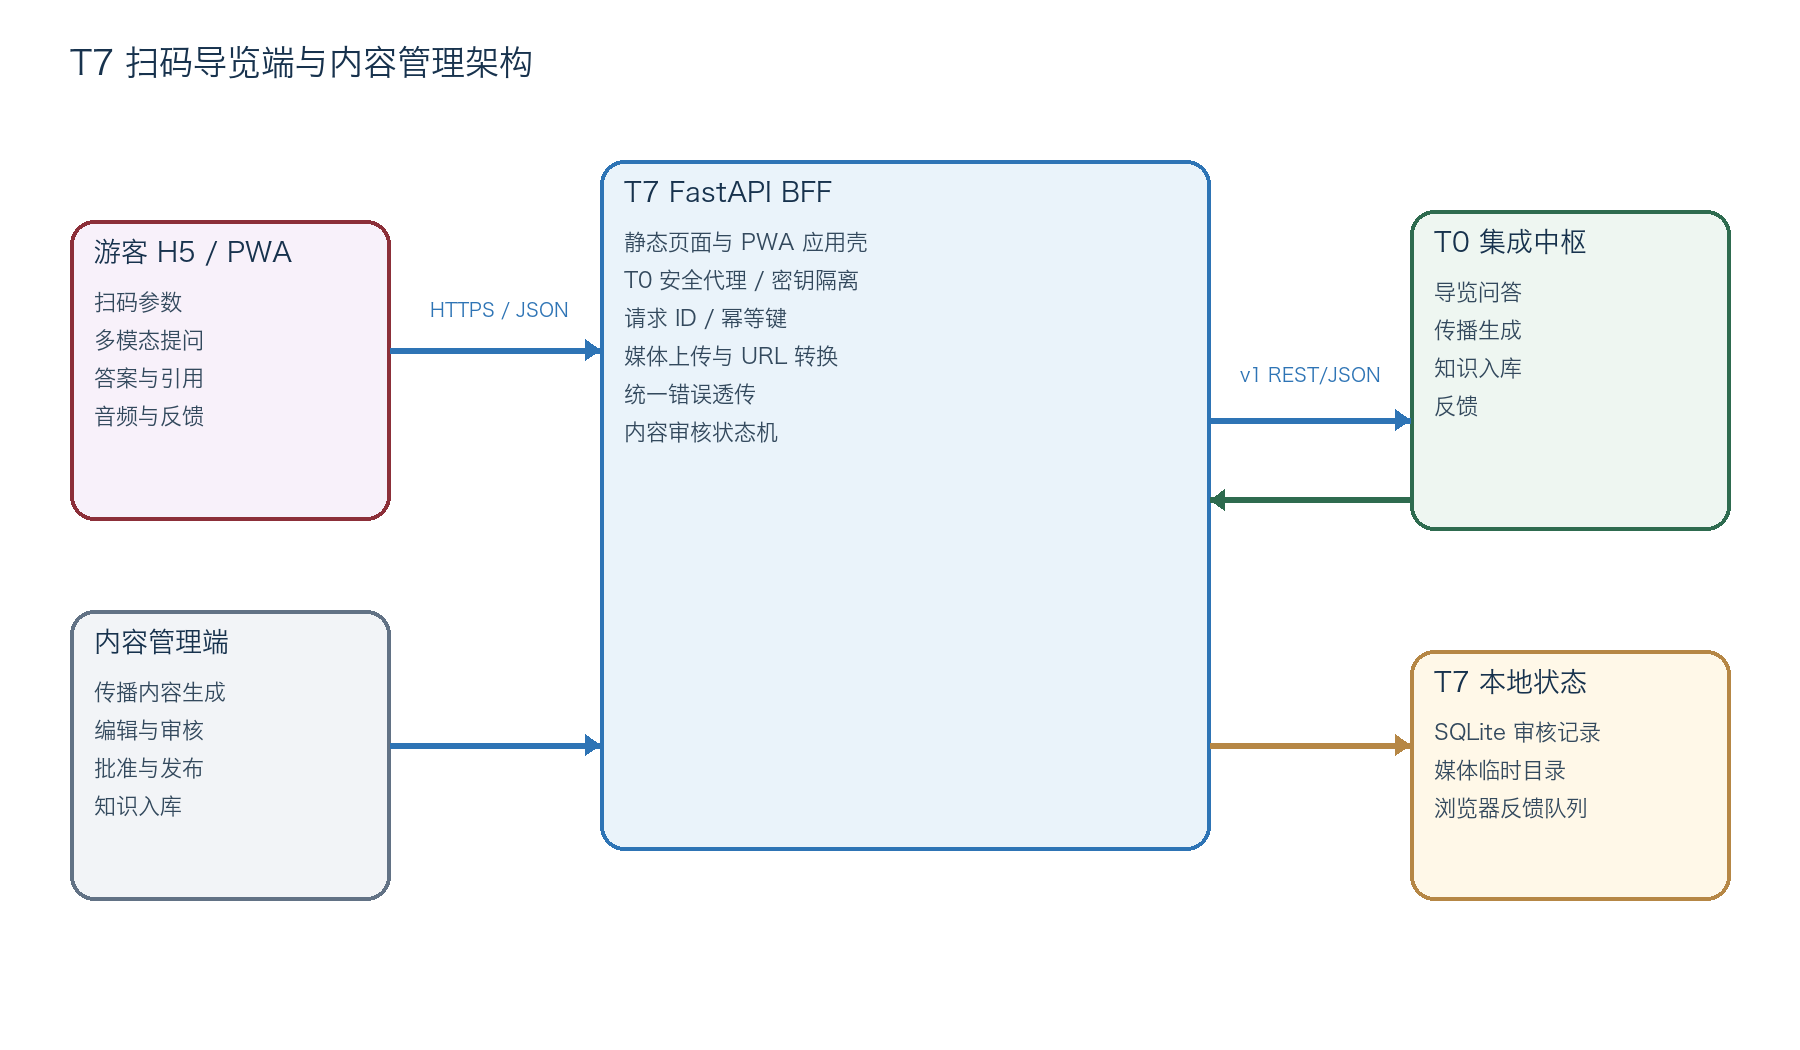 T7 扫码导览端与内容管理架构
游客 H5 / PWA
扫码参数
多模态提问
答案与引用
音频与反馈
HTTPS / JSON
T7 FastAPI BFF
静态页面与 PWA 应用壳
T0 安全代理 / 密钥隔离
请求 ID / 幂等键
媒体上传与 URL 转换
统一错误透传
内容审核状态机
v1 REST/JSON
T0 集成中枢
导览问答
传播生成
知识入库
反馈
内容管理端
传播内容生成
编辑与审核
批准与发布
知识入库
T7 本地状态
SQLite 审核记录
媒体临时目录
浏览器反馈队列